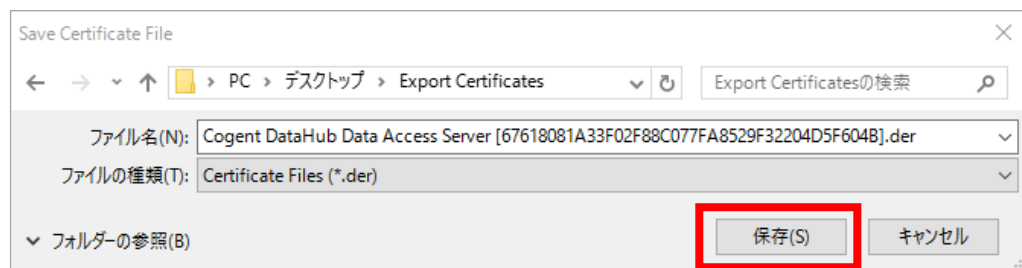 Save Certificate File
PC › デスクトップ › Export Certificates
Export Certificatesの検索
ファイル名(N): Cogent DataHub Data Access Server [67618081A33F02F88C077FA8529F32204D5F604B].der
ファイルの種類(T): Certificate Files (*.der)
フォルダーの参照(B)
保存(S)
キャンセル